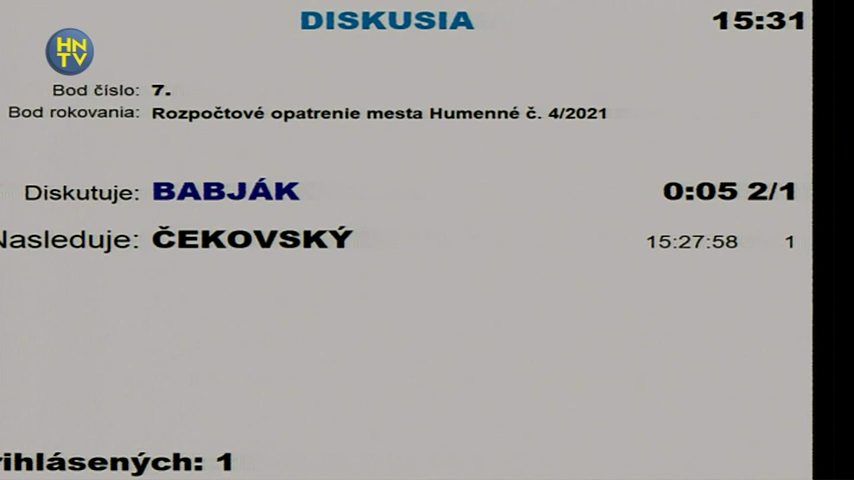 DISKUSIA 15:31
HN
TV
Bod číslo: 7.
Bod rokovania: Rozpočtové opatrenie mesta Humenné č. 4/2021
Diskutuje: BABJÁK 0:05 2/1
Nasleduje: ČEKOVSKÝ 15:27:58 1
rihlásených: 1